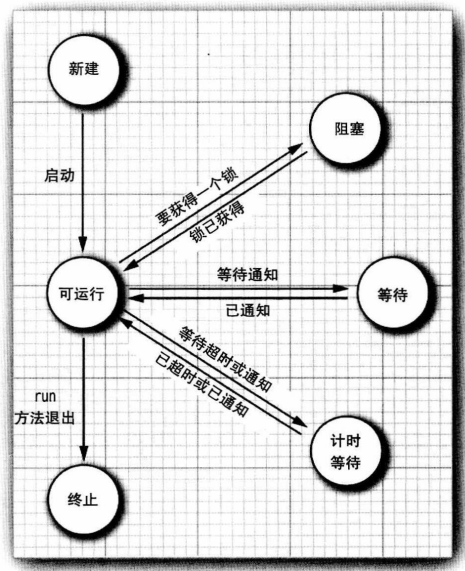 新建
阻塞
启动
要获得一个锁
锁已获得
可运行
等待通知
已通知
等待
等待超时或通知
已超时或已通知
run
方法退出
计时
等待
终止